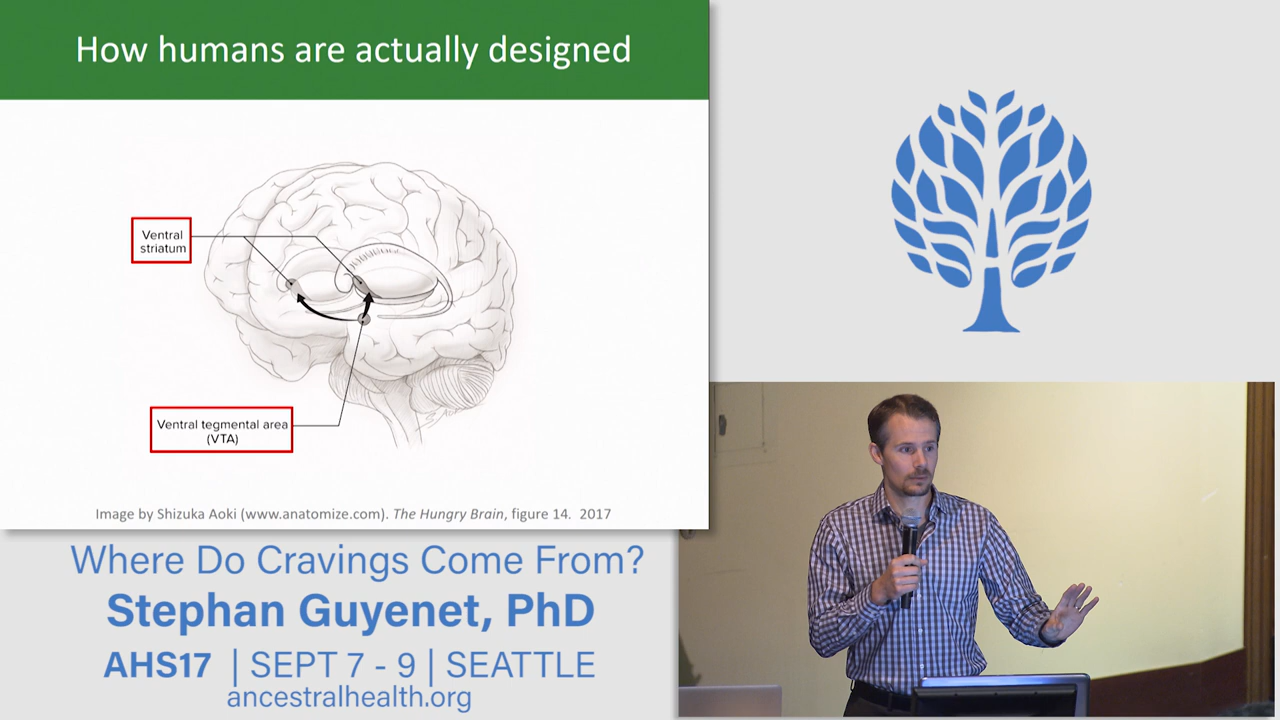 How humans are actually designed
Ventral
striatum
Ventral tegmental area
(VTA)
Image by Shizuka Aoki (www.anatomize.com). The Hungry Brain, figure 14. 2017
Where Do Cravings Come From?
Stephan Guyenet, PhD
AHS17 | SEPT 7 - 9 | SEATTLE
ancestralhealth.org